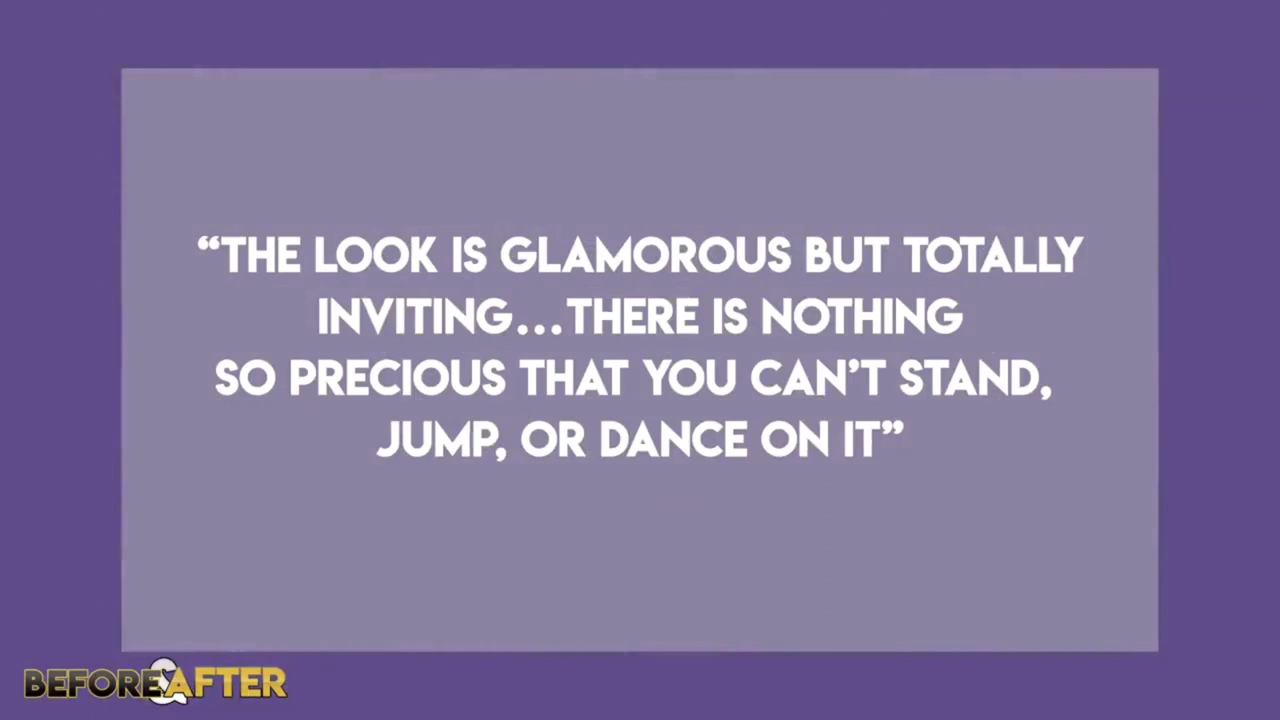 “THE LOOK IS GLAMOROUS BUT TOTALLY
INVITING...THERE IS NOTHING
SO PRECIOUS THAT YOU CAN’T STAND,
JUMP, OR DANCE ON IT”
BEFORE&AFTER